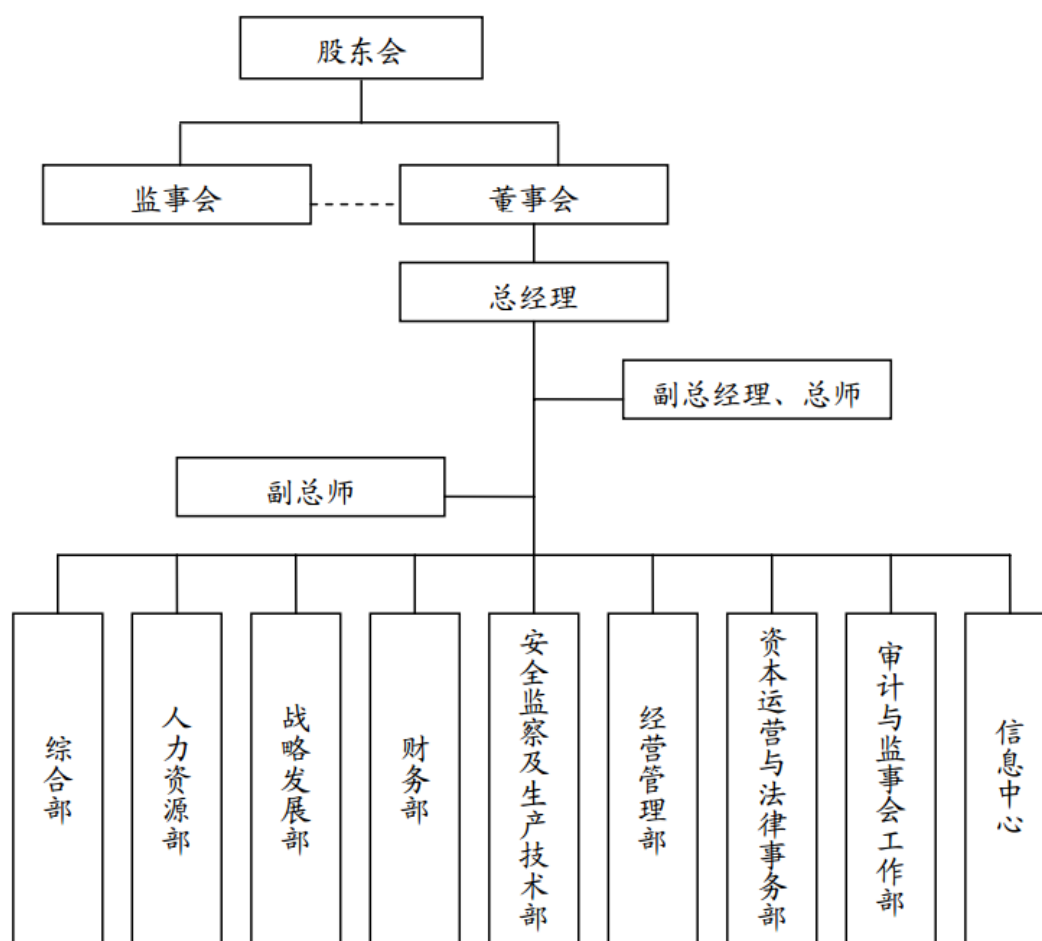 股东会
监事会
董事会
总经理
副总经理、总师
副总师
综合部
人力资源部
战略发展部
财务部
安全监察及生产技术部
经营管理部
资本运营与法律事务部
审计与监事会工作部
信息中心